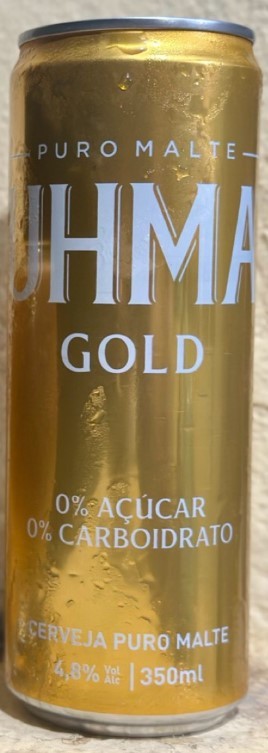 PURO MALTE
UHMA
GOLD
0% AÇÚCAR
0% CARBOIDRATO
CERVEJA PURO MALTE
4,8% Vol Alc | 350ml